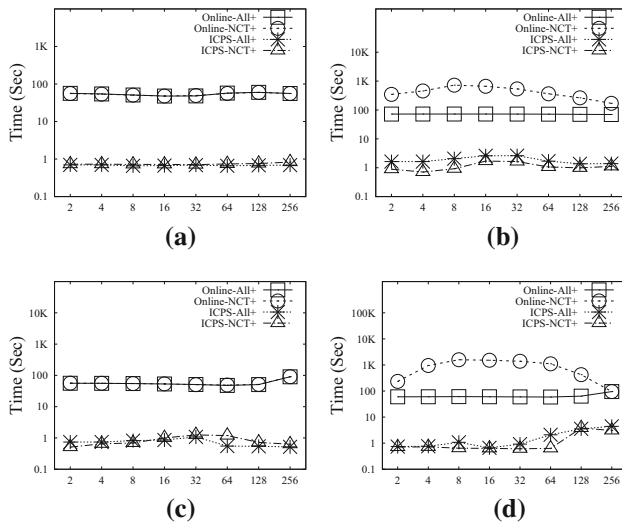 Online-All+
Online-NCT+
ICPS-All+
ICPS-NCT+
Time (Sec)
1K
100
10
1
0.1
2 4 8 16 32 64 128 256
(a)
Online-All+
Online-NCT+
ICPS-All+
ICPS-NCT+
Time (Sec)
10K
1K
100
10
1
0.1
2 4 8 16 32 64 128 256
(b)
Online-All+
Online-NCT+
ICPS-All+
ICPS-NCT+
Time (Sec)
10K
1K
100
10
1
0.1
2 4 8 16 32 64 128 256
(c)
Online-All+
Online-NCT+
ICPS-All+
ICPS-NCT+
Time (Sec)
100K
10K
1K
100
10
1
0.1
2 4 8 16 32 64 128 256
(d)